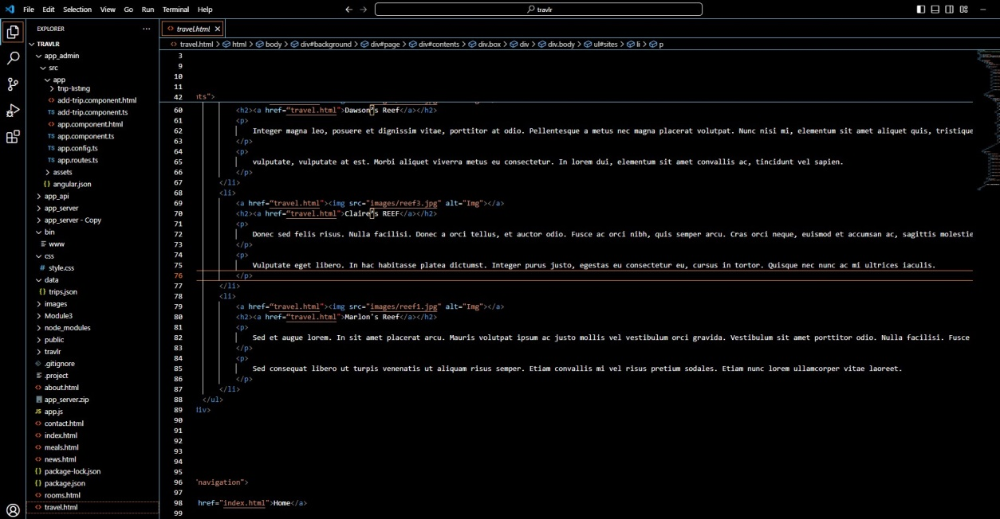 File Edit Selection View Go Run Terminal Help
travlr
EXPLORER
TRAVLR
app_admin
src
app
trip-listing
add-trip.component.html
TS add-trip.component.ts
app.component.html
TS app.component.ts
TS app.config.ts
TS app.routes.ts
assets
{} angular.json
app_api
app_server
app_server - Copy
bin
www
css
# style.css
data
{} trips.json
images
Module3
node_modules
public
travlr
.gitignore
.project
about.html
app_server.zip
JS app.js
contact.html
index.html
meals.html
news.html
{} package-lock.json
{} package.json
rooms.html
travel.html
travel.html
travel.html > html > body > div#background > div#page > div#contents > div.box > div > div.body > ul#sites > li > p
3
9
10
11
42 nts">
60 <h2><a href=“travel.html">Dawson’s Reef</a></h2>
61 <p>
62 Integer magna leo, posuere et dignissim vitae, porttitor at odio. Pellentesque a metus nec magna placerat volutpat. Nunc nisi mi, elementum sit amet aliquet quis, tristique
63 </p>
64 <p>
65 vulputate, vulputate at est. Morbi aliquet viverra metus eu consectetur. In lorem dui, elementum sit amet convallis ac, tincidunt vel sapien.
66 </p>
67 </li>
68 <li>
69 <a href=“travel.html"><img src="images/reef3.jpg" alt="Img"></a>
70 <h2><a href=“travel.html">Claire’s REEF</a></h2>
71 <p>
72 Donec sed felis risus. Nulla facilisi. Donec a orci tellus, et auctor odio. Fusce ac orci nibh, quis semper arcu. Cras orci neque, euismod et accumsan ac, sagittis molestie
73 </p>
74 <p>
75 Vulputate eget libero. In hac habitasse platea dictumst. Integer purus justo, egestas eu consectetur eu, cursus in tortor. Quisque nec nunc ac mi ultrices iaculis.
76 </p>
77 </li>
78 <li>
79 <a href=“travel.html"><img src="images/reef1.jpg" alt="Img"></a>
80 <h2><a href=“travel.html">Marlon's Reef</a></h2>
81 <p>
82 Sed et augue lorem. In sit amet placerat arcu. Mauris volutpat ipsum ac justo mollis vel vestibulum orci gravida. Vestibulum sit amet porttitor odio. Nulla facilisi. Fusce
83 </p>
84 <p>
85 Sed consequat libero ut turpis venenatis ut aliquam risus semper. Etiam convallis mi vel risus pretium sodales. Etiam nunc lorem ullamcorper vitae laoreet.
86 </p>
87 </li>
88 </ul>
89 div>
90
91
92
93
94
95
96 "navigation">
97
98 href="index.html">Home</a>
99